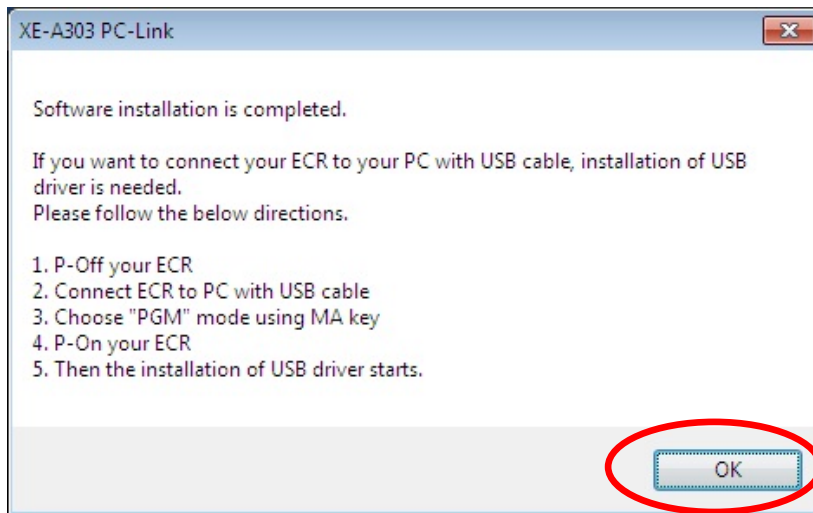 XE-A303 PC-Link
Software installation is completed.
If you want to connect your ECR to your PC with USB cable, installation of USB
driver is needed.
Please follow the below directions.
1. P-Off your ECR
2. Connect ECR to PC with USB cable
3. Choose "PGM" mode using MA key
4. P-On your ECR
5. Then the installation of USB driver starts.
OK